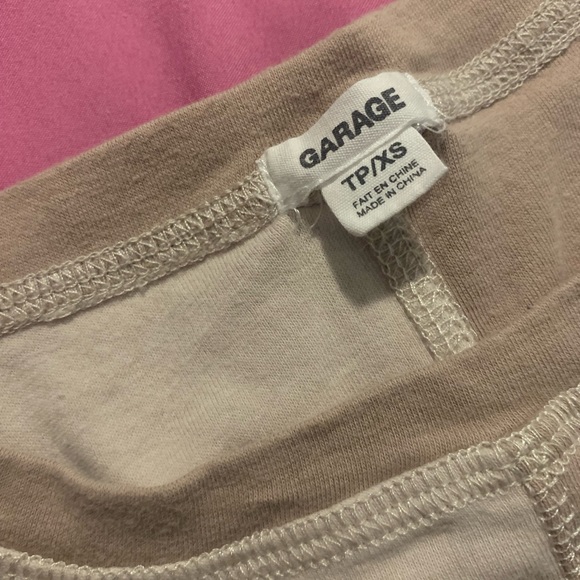 GARAGE
TP/XS
FAIT EN CHINE
MADE IN CHINA